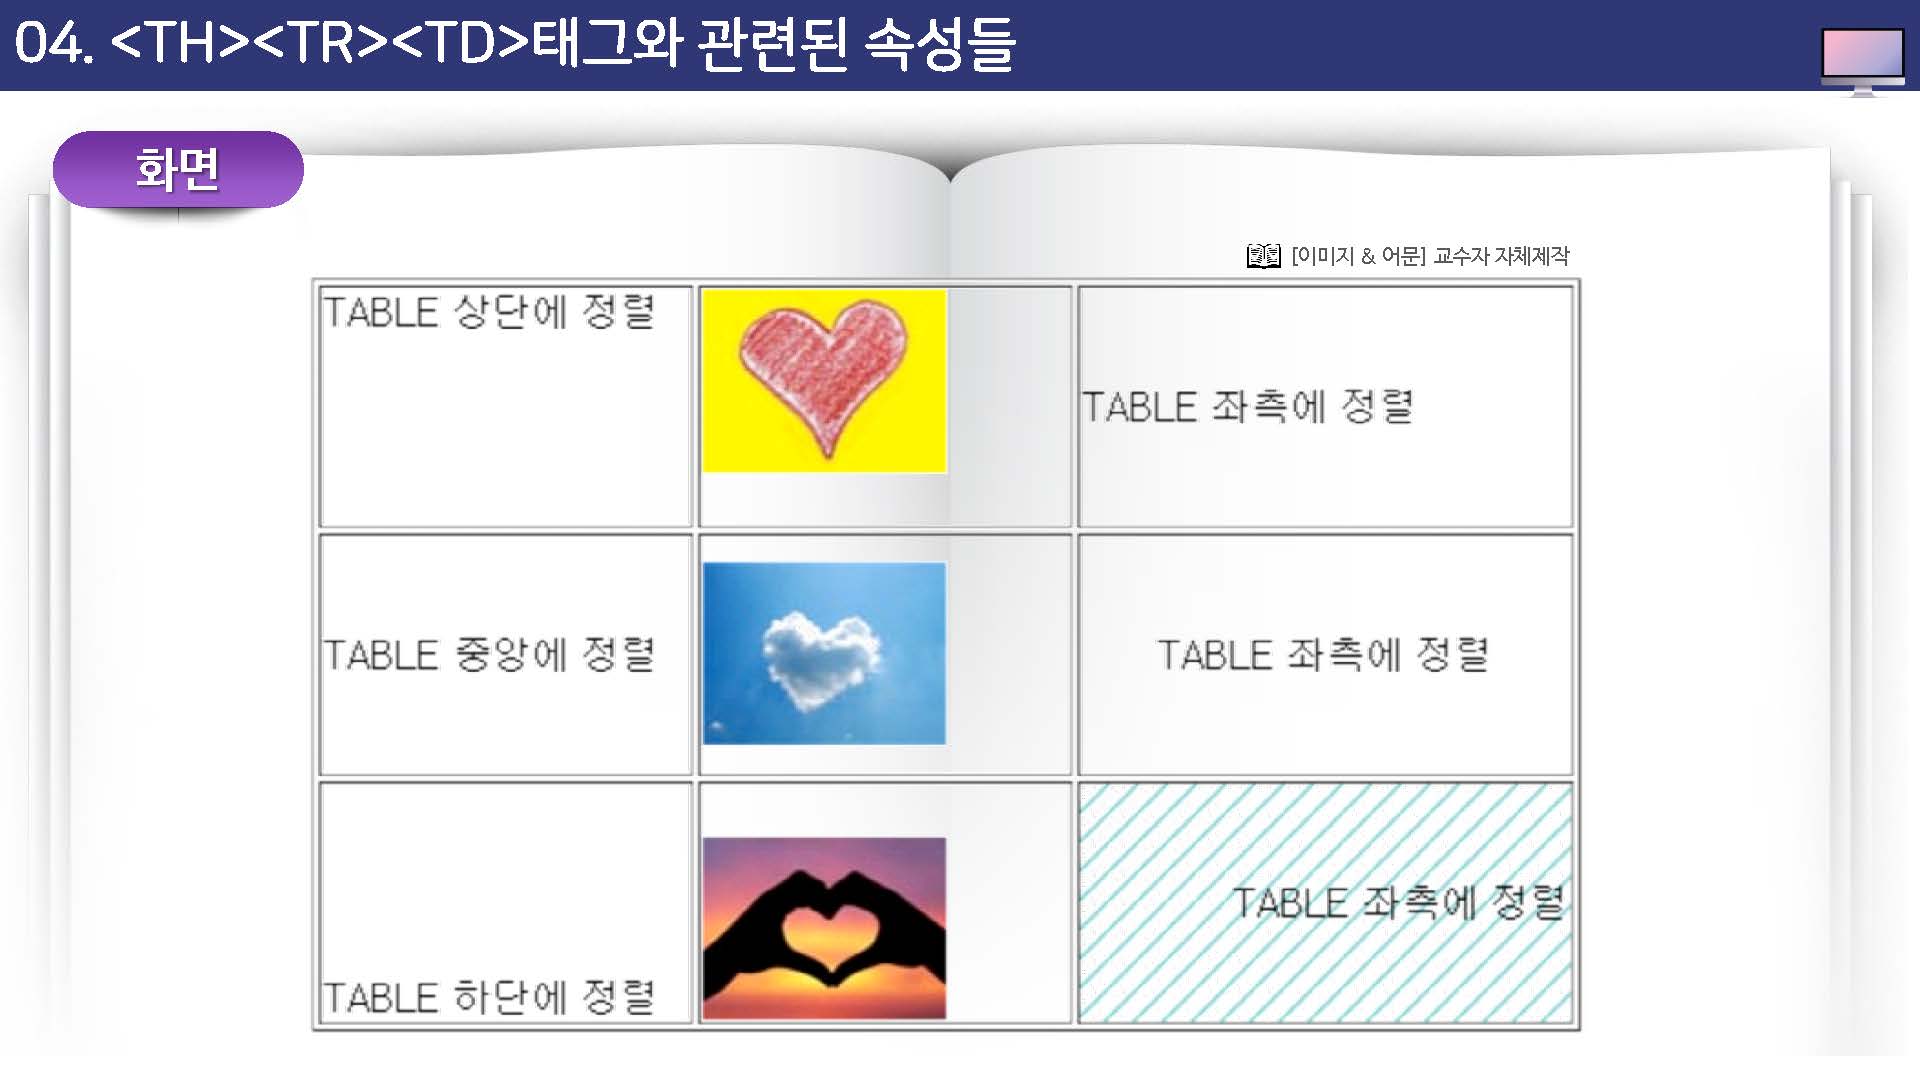 04. <TH><TR><TD>태그와 관련된 속성들
화면
[이미지 & 어문] 교수자 자체제작
TABLE 상단에 정렬
TABLE 좌측에 정렬
TABLE 중앙에 정렬
TABLE 좌측에 정렬
TABLE 하단에 정렬
TABLE 좌측에 정렬